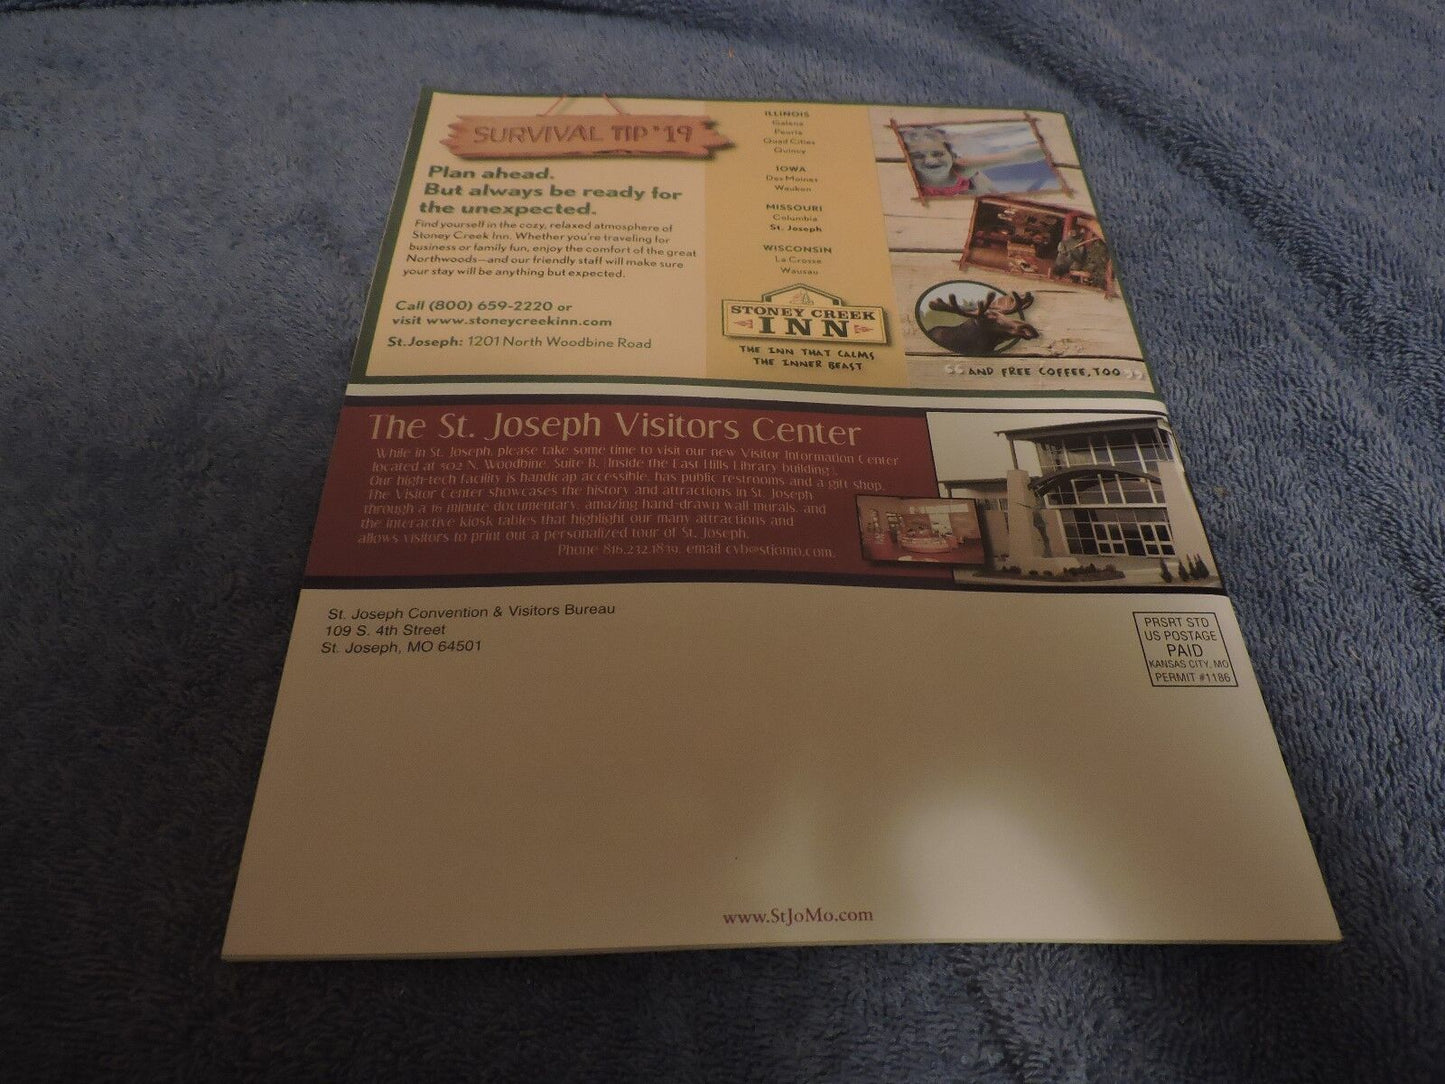 SURVIVAL TIP #19
Plan ahead.
But always be ready for
the unexpected.
Find yourself in the cozy, relaxed atmosphere of
Stoney Creek Inn. Whether you're traveling for
business or family fun, enjoy the comfort of the great
Northwoods—and our friendly staff will make sure
your stay will be anything but expected.
Call (800) 659-2220 or
visit www.stoneycreekinn.com
St. Joseph: 1201 North Woodbine Road
ILLINOIS
Galena
Peoria
Quad Cities
Quincy
IOWA
Des Moines
Waukon
MISSOURI
Columbia
St. Joseph
WISCONSIN
La Crosse
Wausau
STONEY CREEK
INN
THE INN THAT CALMS
THE INNER BEAST
“AND FREE COFFEE, TOO”
The St. Joseph Visitors Center
While in St. Joseph, please take some time to visit our new Visitor Information Center
located at 502 N. Woodbine, Suite B. (Inside the East Hills Library building).
Our high-tech facility is handicap accessible, has public restrooms and a gift shop.
The Visitor Center showcases the history and attractions in St. Joseph
through a 16 minute documentary, amazing hand-drawn wall murals, and
the interactive kiosk tables that highlight our many attractions and
allows visitors to print out a personalized tour of St. Joseph.
Phone 816.232.1839, email cvb@stjomo.com.
St. Joseph Convention & Visitors Bureau
109 S. 4th Street
St. Joseph, MO 64501
PRSRT STD
US POSTAGE
PAID
KANSAS CITY, MO
PERMIT #1186
www.StJoMo.com